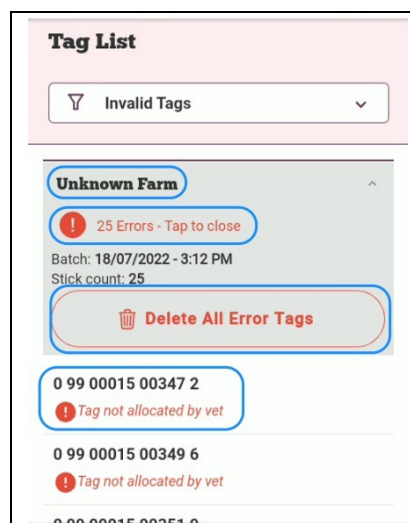 Tag List
Invalid Tags
Unknown Farm
25 Errors - Tap to close
Batch: 18/07/2022 - 3:12 PM
Stick count: 25
Delete All Error Tags
0 99 00015 00347 2
Tag not allocated by vet
0 99 00015 00349 6
Tag not allocated by vet